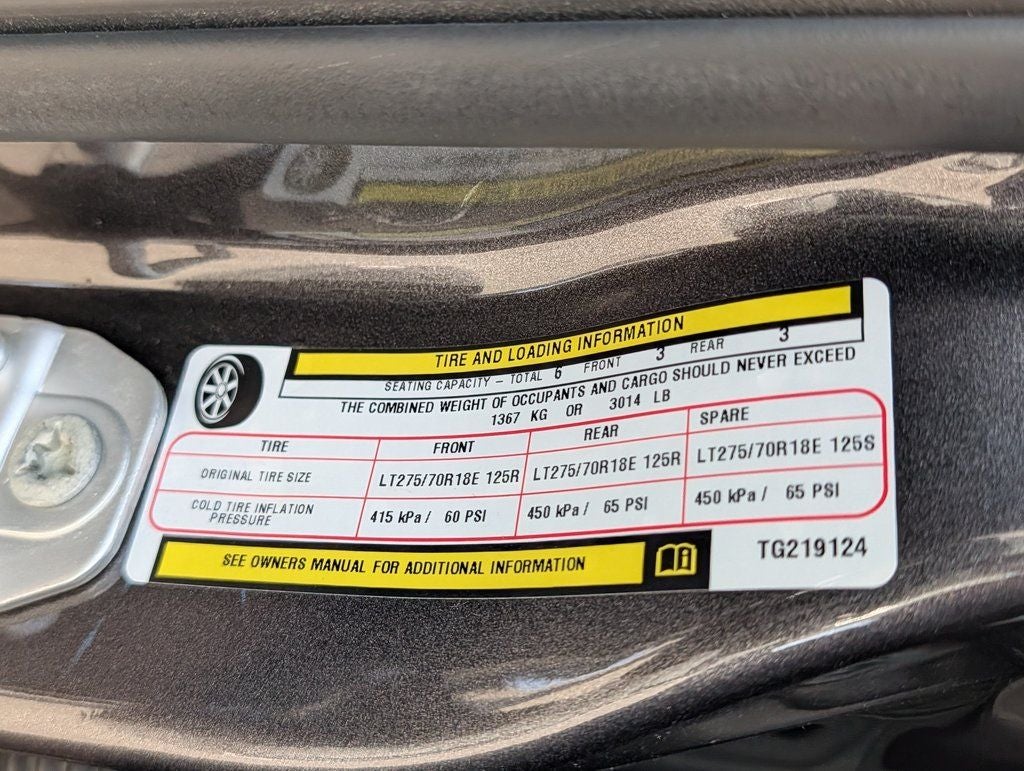 TIRE AND LOADING INFORMATION
SEATING CAPACITY – TOTAL 6 FRONT 3 REAR 3
THE COMBINED WEIGHT OF OCCUPANTS AND CARGO SHOULD NEVER EXCEED
1367 KG OR 3014 LB
TIRE FRONT REAR SPARE
ORIGINAL TIRE SIZE LT275/70R18E 125R LT275/70R18E 125R LT275/70R18E 125S
COLD TIRE INFLATION
PRESSURE 415 kPa / 60 PSI 450 kPa / 65 PSI 450 kPa / 65 PSI
SEE OWNERS MANUAL FOR ADDITIONAL INFORMATION
TG219124